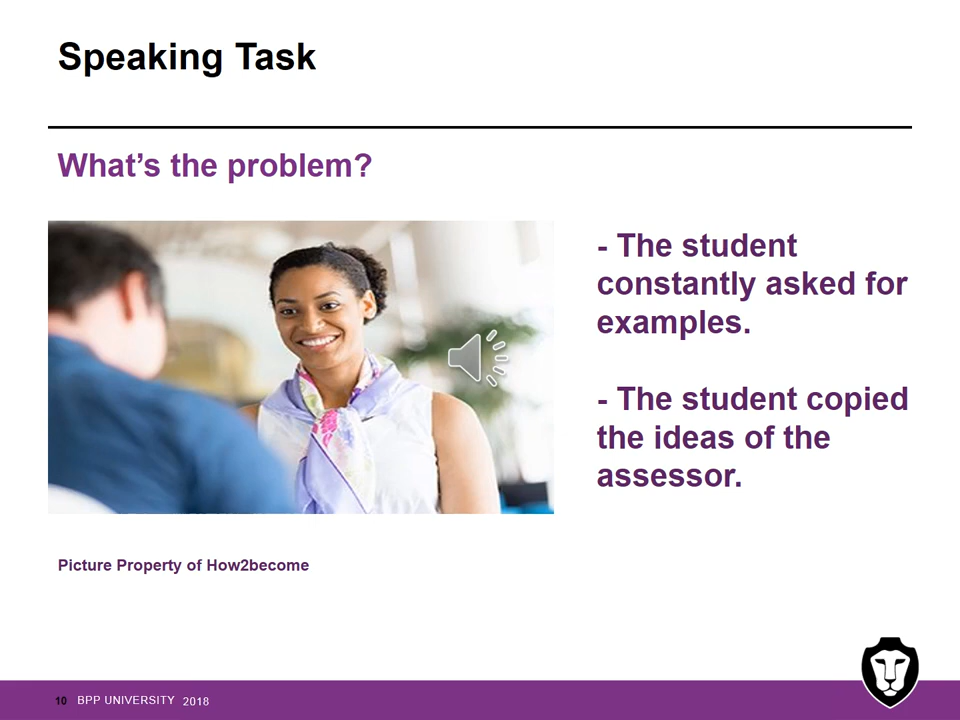 Speaking Task
What’s the problem?
- The student
constantly asked for
examples.
- The student copied
the ideas of the
assessor.
Picture Property of How2become
10 BPP UNIVERSITY 2018